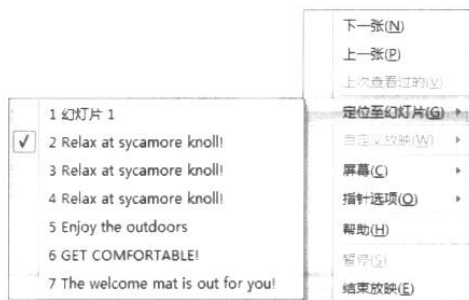 下一张(N)
上一张(P)
上次查看过的(V)
定位至幻灯片(G)
自定义放映(W)
屏幕(C)
指针选项(O)
帮助(H)
暂停(S)
结束放映(E)
1 幻灯片 1
2 Relax at sycamore knoll!
3 Relax at sycamore knoll!
4 Relax at sycamore knoll!
5 Enjoy the outdoors
6 GET COMFORTABLE!
7 The welcome mat is out for you!